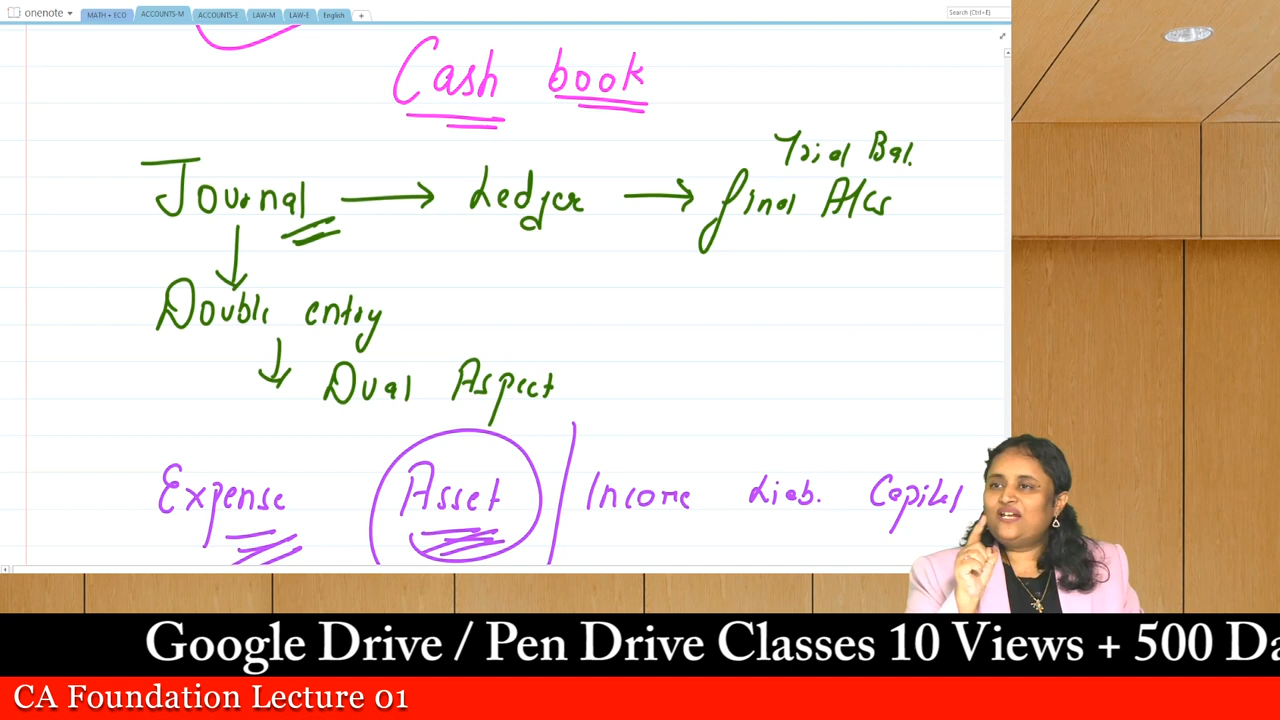 onenote MATH + ECO ACCOUNTS-M ACCOUNTS-E LAW-M LAW-E English +
Search (Ctrl+E)
Cash book
Trial Bal.
Journal → Ledger → final A/cs
Double entry
Dual Aspect
Expense Asset Income Liab. Capital
Google Drive / Pen Drive Classes 10 Views + 500 Da
CA Foundation Lecture 01